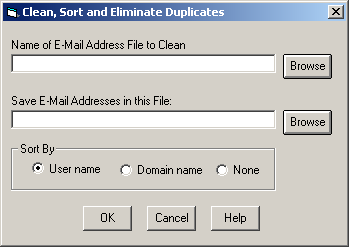 Clean, Sort and Eliminate Duplicates
Name of E-Mail Address File to Clean
Browse
Save E-Mail Addresses in this File:
Browse
Sort By
User name Domain name None
OK Cancel Help